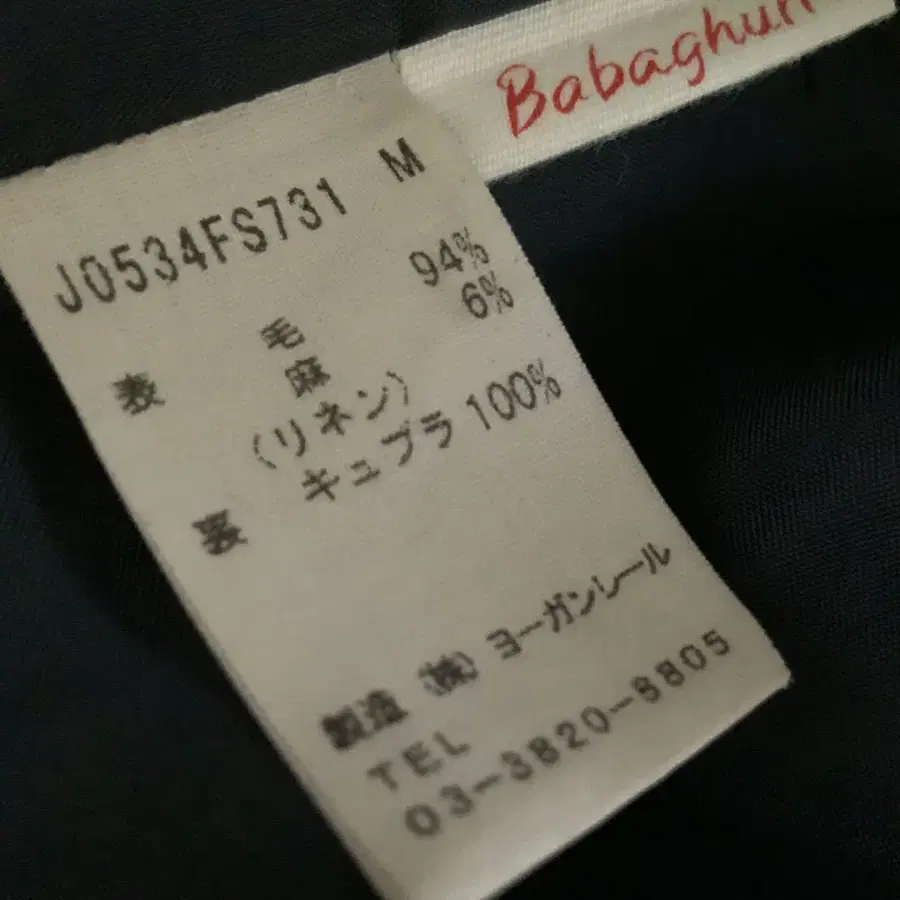 Babaghuri
J0534FS731 M
表 毛 94%
麻 6%
(リネン)
裏 キュプラ 100%
製造 (株) ヨーガンレール
TEL
03-3820-8805